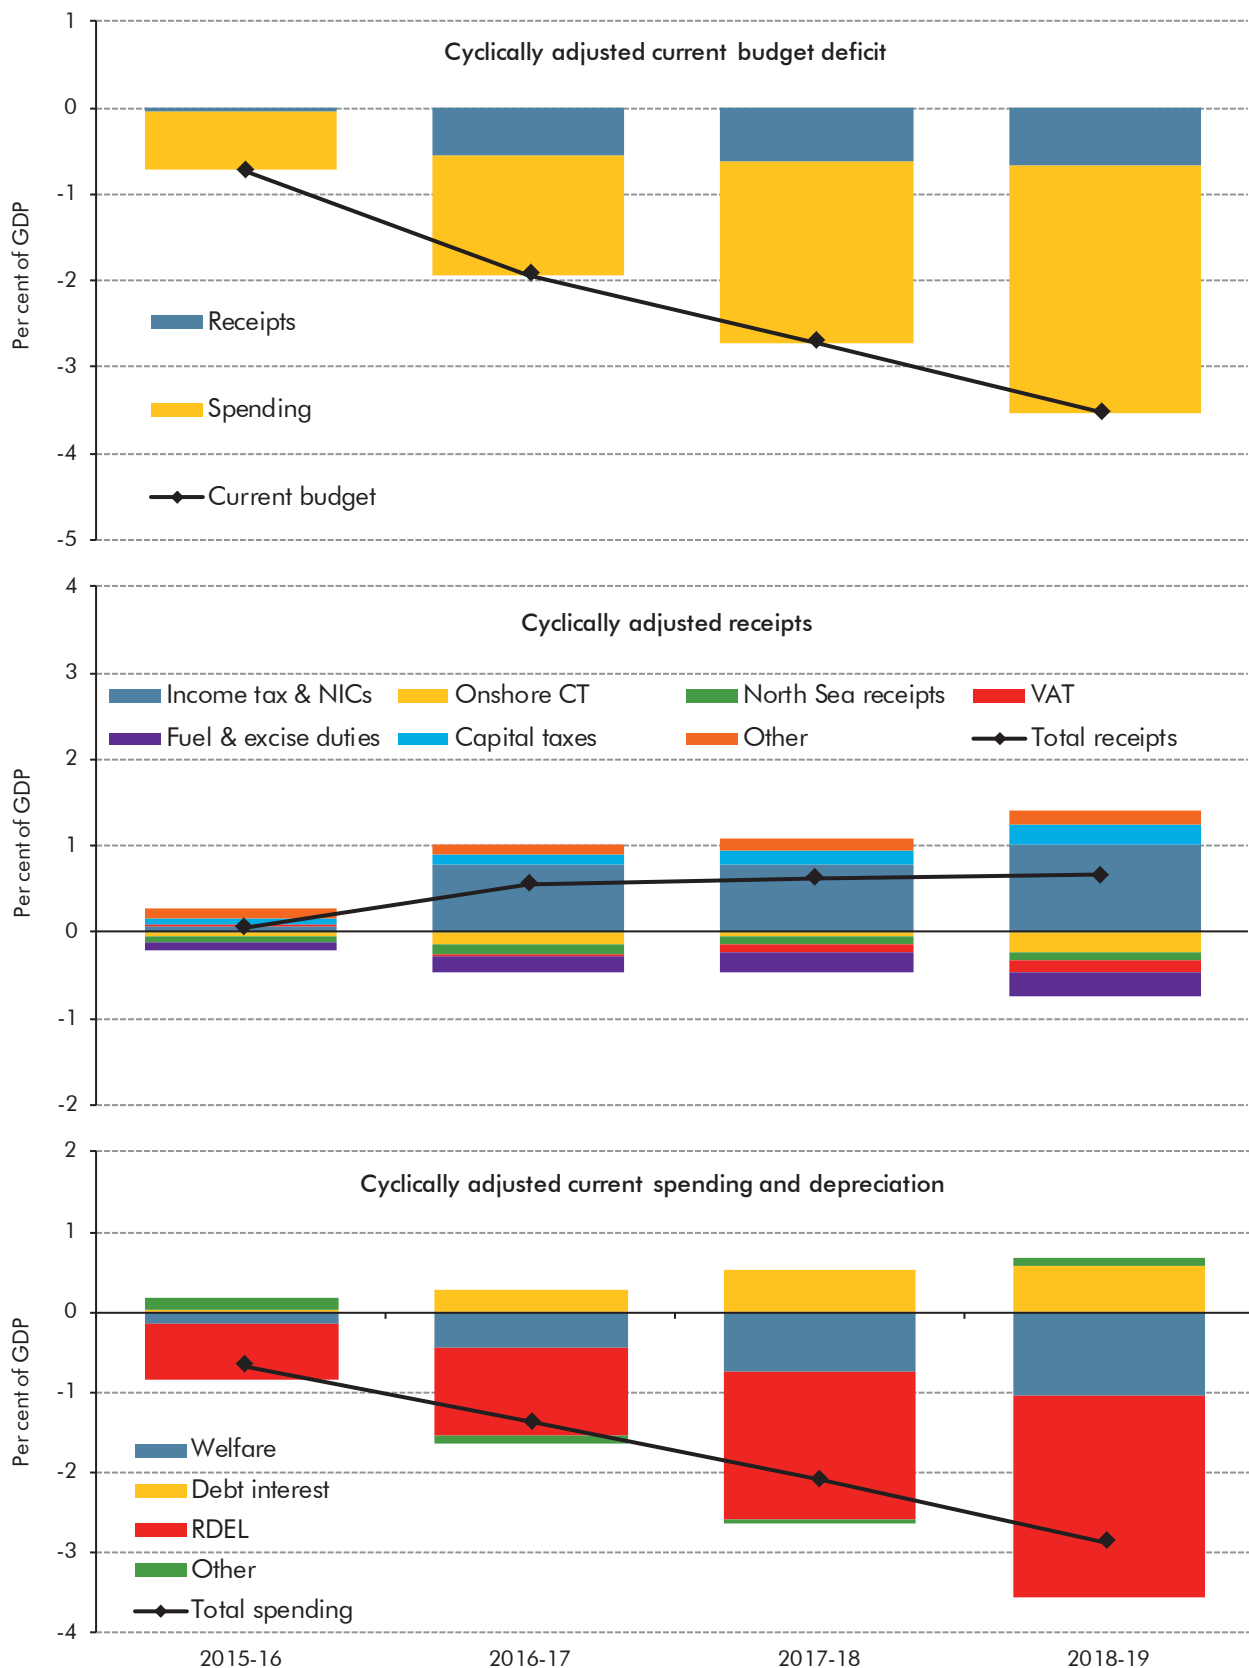 Cyclically adjusted current budget deficit
1
0
-1
-2
-3
-4
-5
Per cent of GDP
Receipts
Spending
Current budget
Cyclically adjusted receipts
4
3
2
1
0
-1
-2
Per cent of GDP
Income tax & NICs Onshore CT North Sea receipts VAT
Fuel & excise duties Capital taxes Other Total receipts
Cyclically adjusted current spending and depreciation
2
1
0
-1
-2
-3
-4
Per cent of GDP
Welfare
Debt interest
RDEL
Other
Total spending
2015-16 2016-17 2017-18 2018-19